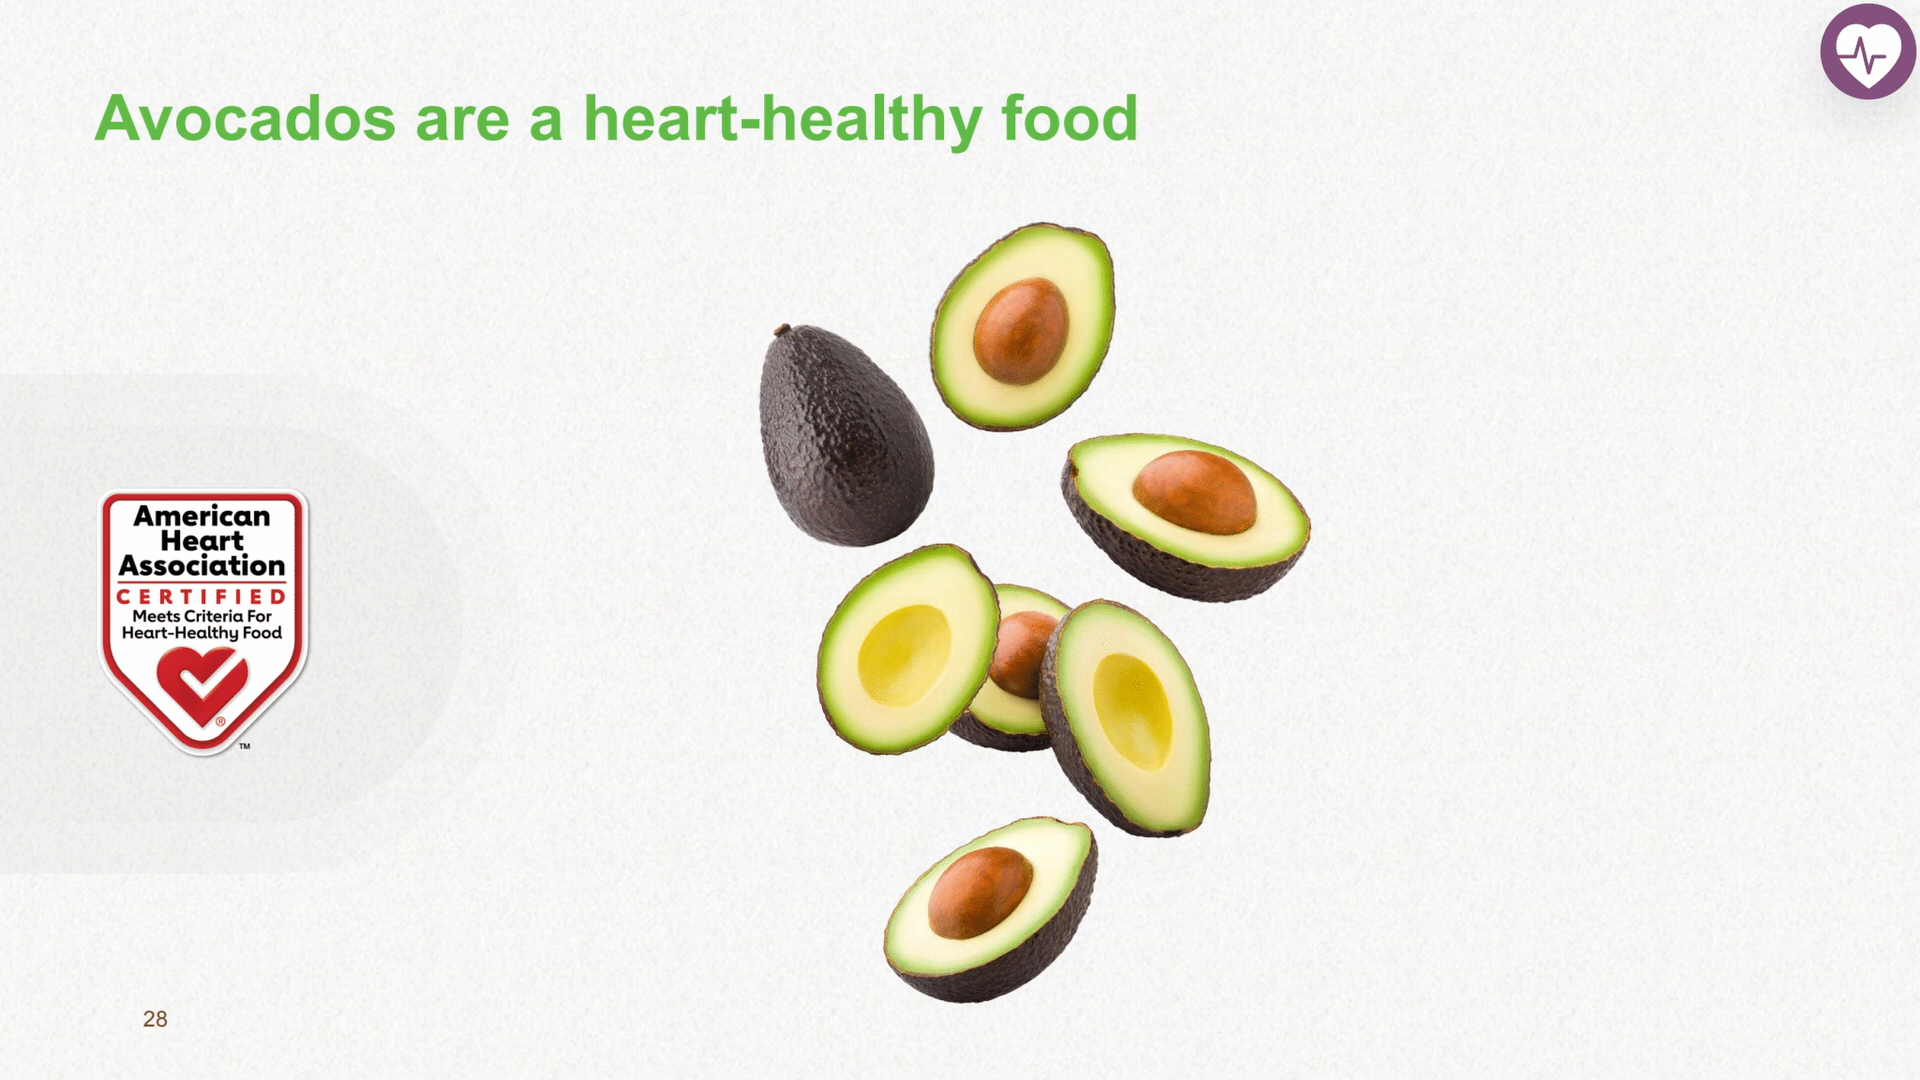 Avocados are a heart-healthy food
American
Heart
Association
CERTIFIED
Meets Criteria For
Heart-Healthy Food
®
™
28